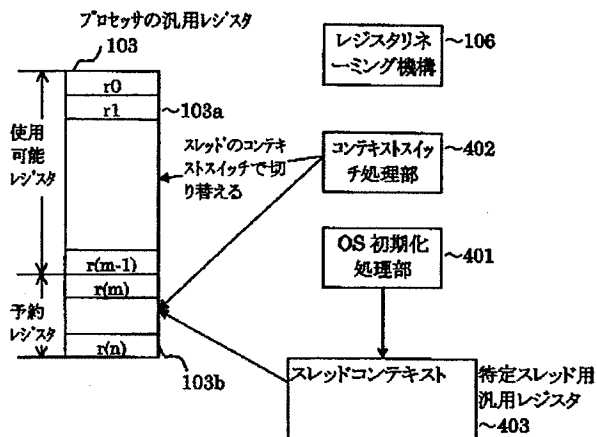 プロセッサの汎用レジスタ
103
r0
r1
~103a
使用
可能
レジスタ
スレッドのコンテキ
ストスイッチで切
り替える
r(m-1)
r(m)
予約
レジスタ
r(n)
103b
レジスタリネ
ーミング機構
~106
コンテキストスイッ
チ処理部
~402
OS 初期化
処理部
~401
スレッドコンテキスト
特定スレッド用
汎用レジスタ
~403